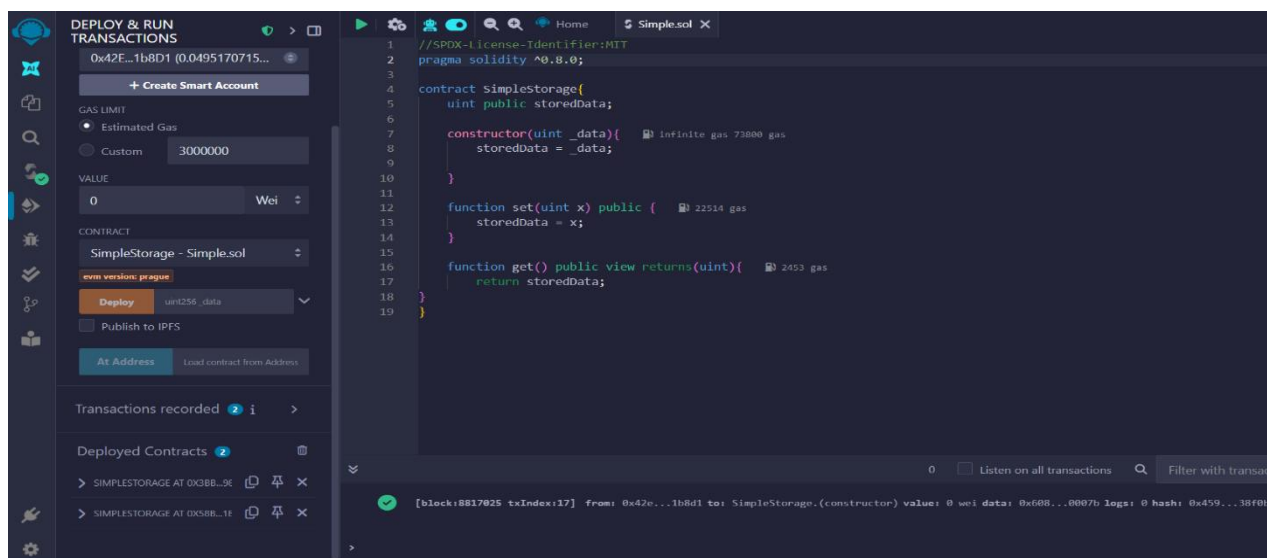 DEPLOY & RUN
TRANSACTIONS
0x42E...1b8D1 (0.0495170715...
+ Create Smart Account
GAS LIMIT
Estimated Gas
Custom 3000000
VALUE
0 Wei
CONTRACT
SimpleStorage - Simple.sol
evm version: prague
Deploy uint256 _data
Publish to IPFS
At Address Load contract from Address
Transactions recorded 2 i
Deployed Contracts 2
SIMPLESTORAGE AT 0X3BB...9E
SIMPLESTORAGE AT 0X58B...1E
AI
Home Simple.sol
1 //SPDX-License-Identifier:MIT
2 pragma solidity ^0.8.0;
3
4 contract SimpleStorage{
5 uint public storedData;
6
7 constructor(uint _data){ infinite gas 73800 gas
8 storedData = _data;
9
10 }
11
12 function set(uint x) public { 22514 gas
13 storedData = x;
14 }
15
16 function get() public view returns(uint){ 2453 gas
17 return storedData;
18 }
19 }
0 Listen on all transactions Filter with transac
[block:8817025 txIndex:17] from: 0x42e...1b8d1 to: SimpleStorage.(constructor) value: 0 wei data: 0x608...0007b logs: 0 hash: 0x459...38f0b
>